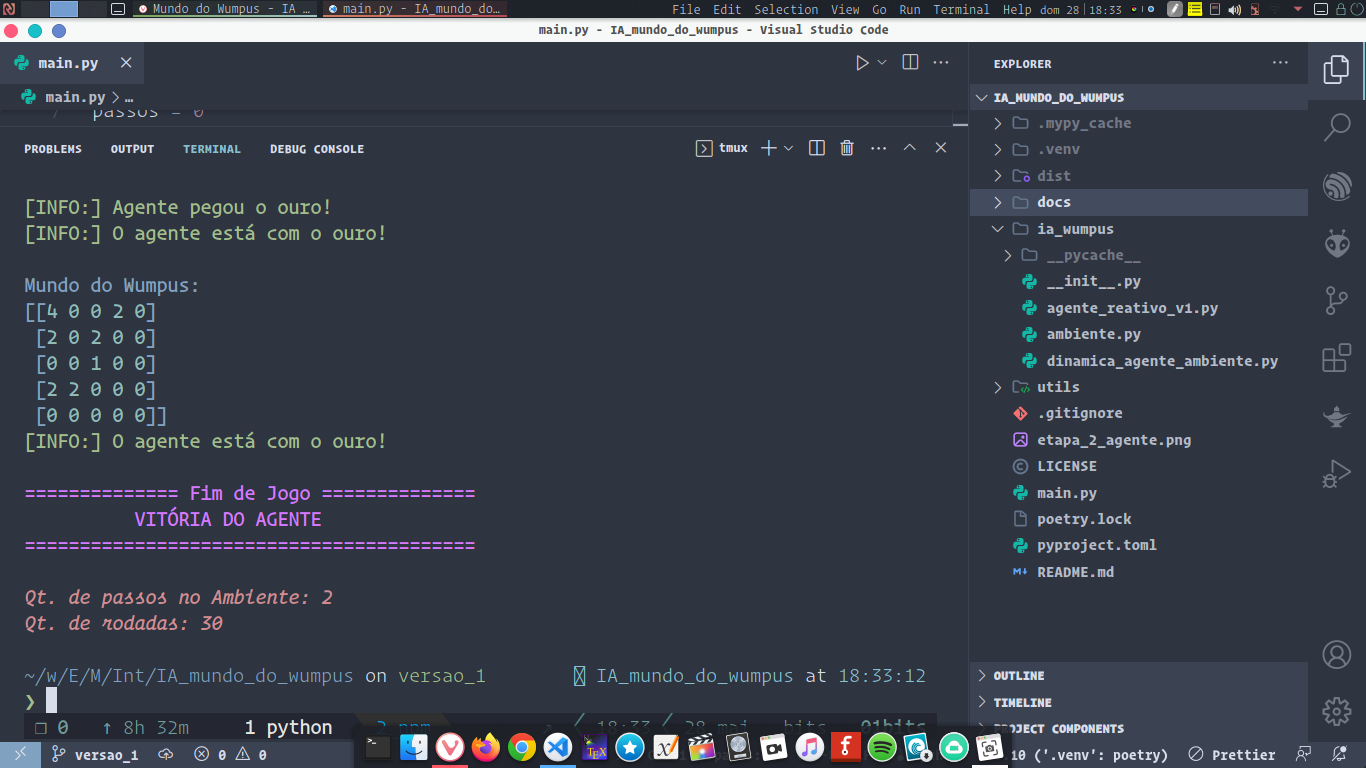 Mundo do Wumpus - IA …
main.py - IA_mundo_do…
File Edit Selection View Go Run Terminal Help dom 28 | 18:33
main.py - IA_mundo_do_wumpus - Visual Studio Code
main.py
main.py > …
7 passos = 0
PROBLEMS OUTPUT TERMINAL DEBUG CONSOLE
tmux
[INFO:] Agente pegou o ouro!
[INFO:] O agente está com o ouro!
Mundo do Wumpus:
[[4 0 0 2 0]
[2 0 2 0 0]
[0 0 1 0 0]
[2 2 0 0 0]
[0 0 0 0 0]]
[INFO:] O agente está com o ouro!
============== Fim de Jogo ==============
VITÓRIA DO AGENTE
=========================================
Qt. de passos no Ambiente: 2
Qt. de rodadas: 30
~/w/E/M/Int/IA_mundo_do_wumpus on versao_1 IA_mundo_do_wumpus at 18:33:12
❯
❐ 0 ↑ 8h 32m 1 python
EXPLORER
IA_MUNDO_DO_WUMPUS
.mypy_cache
.venv
dist
docs
ia_wumpus
__pycache__
__init__.py
agente_reativo_v1.py
ambiente.py
dinamica_agente_ambiente.py
utils
.gitignore
etapa_2_agente.png
LICENSE
main.py
poetry.lock
pyproject.toml
README.md
OUTLINE
TIMELINE
PROJECT COMPONENTS
versao_1 0 0
10 ('.venv': poetry) Prettier